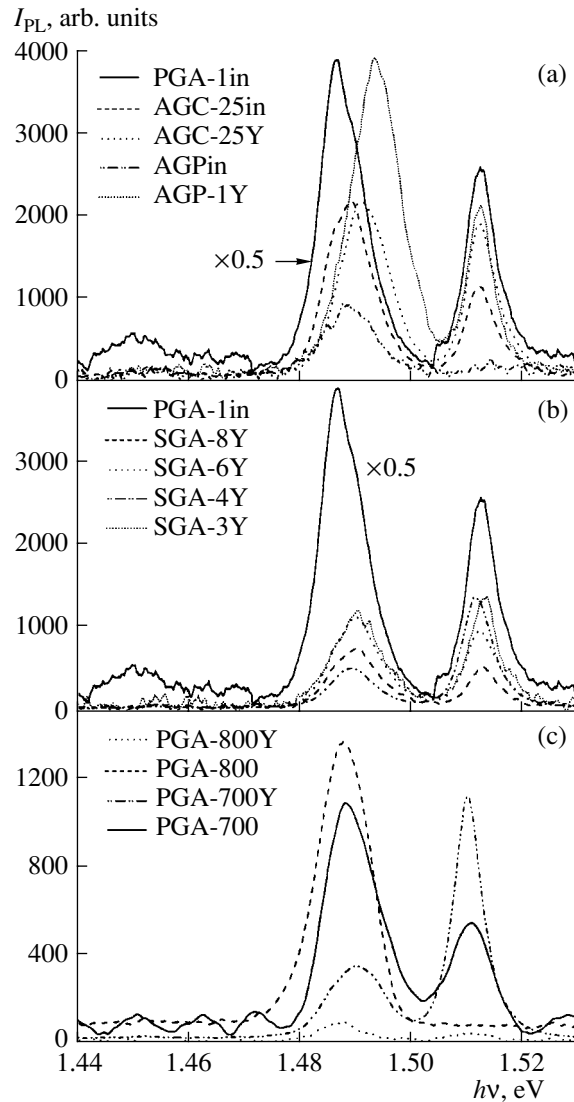 I_PL, arb. units
4000
(a)
PGA-1in
AGC-25in
AGC-25Y
AGPin
AGP-1Y
3000
2000
×0.5
1000
0
(b)
PGA-1in
SGA-8Y
SGA-6Y
SGA-4Y
SGA-3Y
×0.5
3000
2000
1000
0
(c)
PGA-800Y
PGA-800
PGA-700Y
PGA-700
1200
800
400
0
1.44 1.46 1.48 1.50 1.52
hν, eV